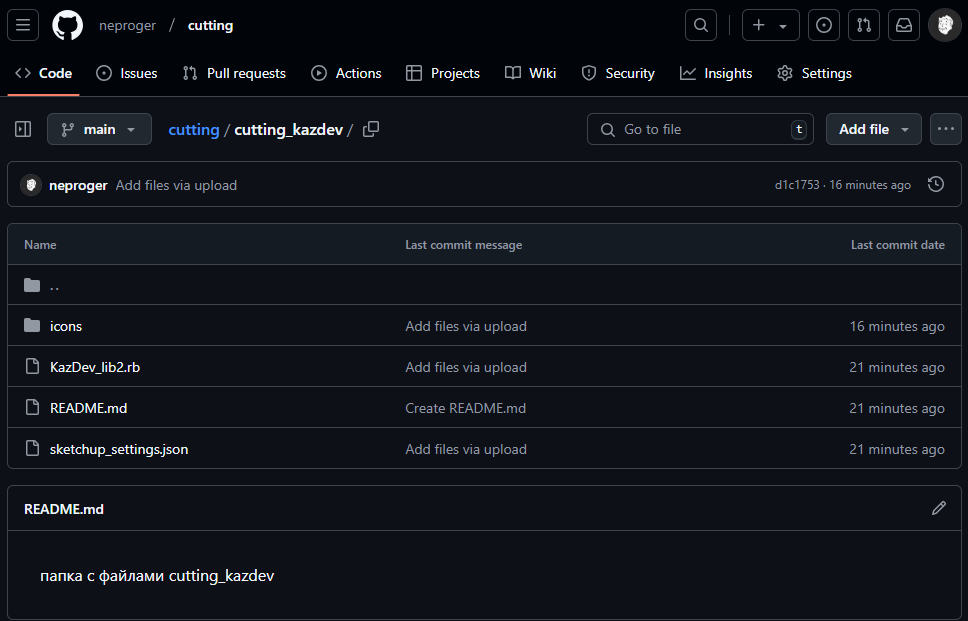 neproger / cutting
Code Issues Pull requests Actions Projects Wiki Security Insights Settings
main cutting / cutting_kazdev / Go to file t Add file
neproger Add files via upload d1c1753 · 16 minutes ago
Name Last commit message Last commit date
..
icons Add files via upload 16 minutes ago
KazDev_lib2.rb Add files via upload 21 minutes ago
README.md Create README.md 21 minutes ago
sketchup_settings.json Add files via upload 21 minutes ago
README.md
папка с файлами cutting_kazdev